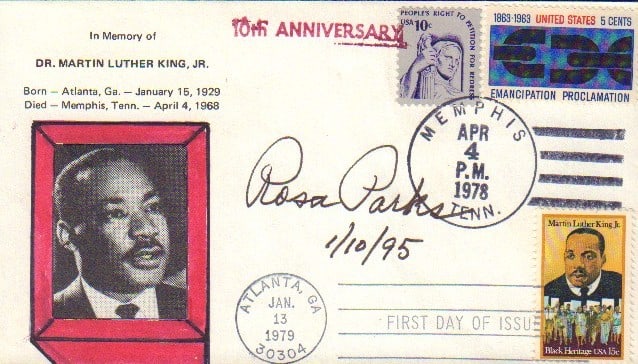 In Memory of
DR. MARTIN LUTHER KING, JR.
Born — Atlanta, Ga. — January 15, 1929
Died — Memphis, Tenn. — April 4, 1968
10th ANNIVERSARY
PEOPLE'S RIGHT TO PETITION FOR REDRESS
USA 10c
1863-1963 UNITED STATES 5 CENTS
EMANCIPATION PROCLAMATION
MEMPHIS
APR
4
P.M.
1978
TENN.
Rosa Parks
1/10/95
ATLANTA, GA
JAN.
13
1979
30304
FIRST DAY OF ISSUE
Martin Luther King Jr.
Black Heritage USA 15c